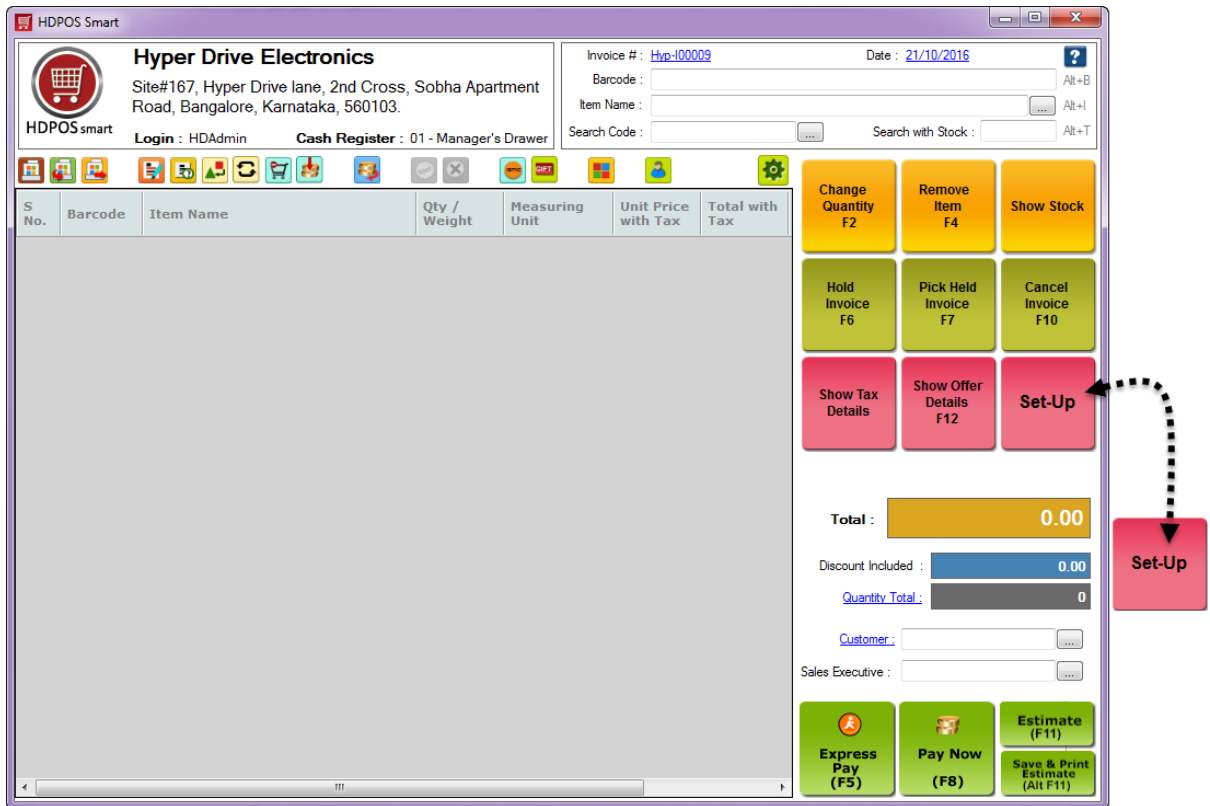 HDPOS Smart
Hyper Drive Electronics
Site#167, Hyper Drive lane, 2nd Cross, Sobha Apartment
Road, Bangalore, Karnataka, 560103.
HDPOS smart
Login : HDAdmin Cash Register : 01 - Manager's Drawer
Invoice # : Hyp-I00009 Date : 21/10/2016 ?
Barcode : Alt+B
Item Name : ... Alt+I
Search Code : ... Search with Stock : Alt+T
amc GIFT
S No. Barcode Item Name Qty / Weight Measuring Unit Unit Price with Tax Total with Tax
Change
Quantity
F2
Remove
Item
F4
Show Stock
Hold
Invoice
F6
Pick Held
Invoice
F7
Cancel
Invoice
F10
Show Tax
Details
Show Offer
Details
F12
Set-Up
Total : 0.00
Set-Up
Discount Included : 0.00
Quantity Total : 0
Customer : ...
Sales Executive : ...
Express
Pay
(F5)
Pay Now
(F8)
Estimate
(F11)
Save & Print
Estimate
(Alt F11)